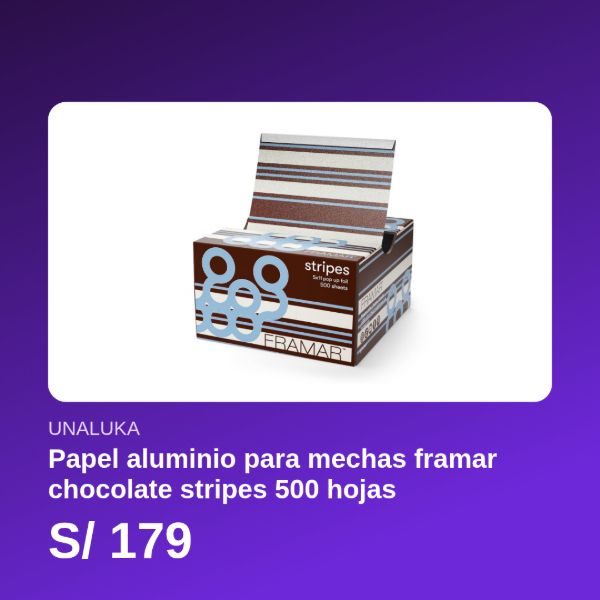 stripes
5x11 pop up foil
500 sheets
FRAMAR™
FRAMAR
UNALUKA
Papel aluminio para mechas framar
chocolate stripes 500 hojas
S/ 179